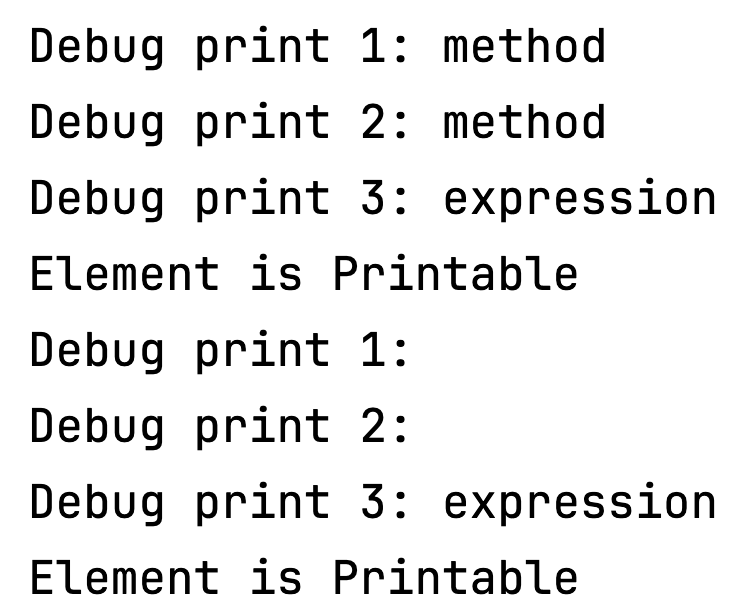 Debug print 1: method
Debug print 2: method
Debug print 3: expression
Element is Printable
Debug print 1:
Debug print 2:
Debug print 3: expression
Element is Printable